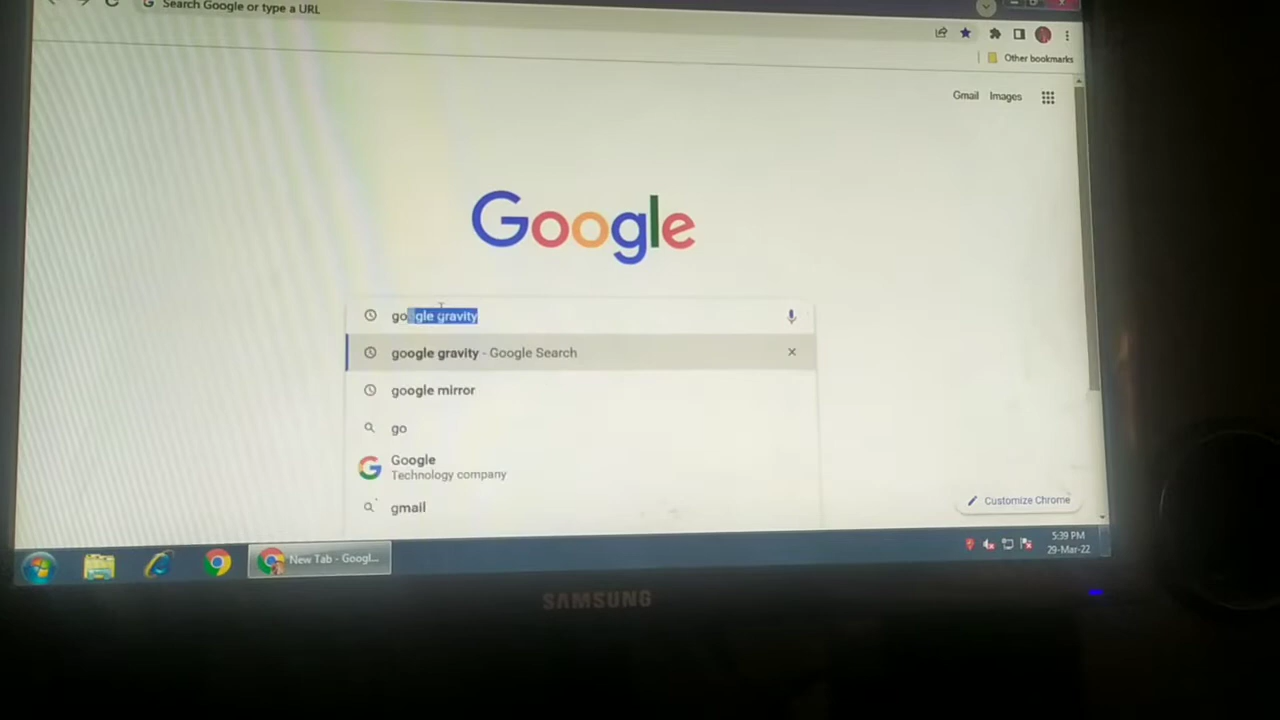 Search Google or type a URL
Other bookmarks
Gmail Images
Google
google gravity
google gravity - Google Search
google mirror
go
Google
Technology company
gmail
Customize Chrome
New Tab - Googl...
5:39 PM
29-Mar-22
SAMSUNG